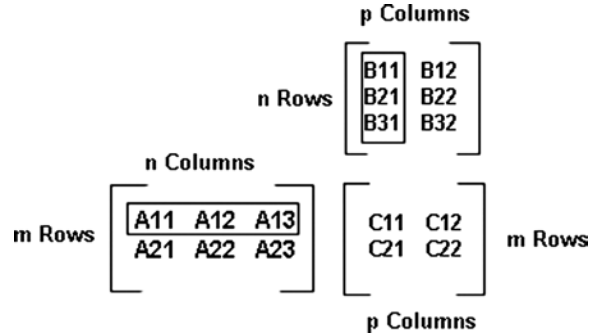 p Columns
B11 B12
n Rows B21 B22
B31 B32
n Columns
m Rows A11 A12 A13 C11 C12 m Rows
A21 A22 A23 C21 C22
p Columns